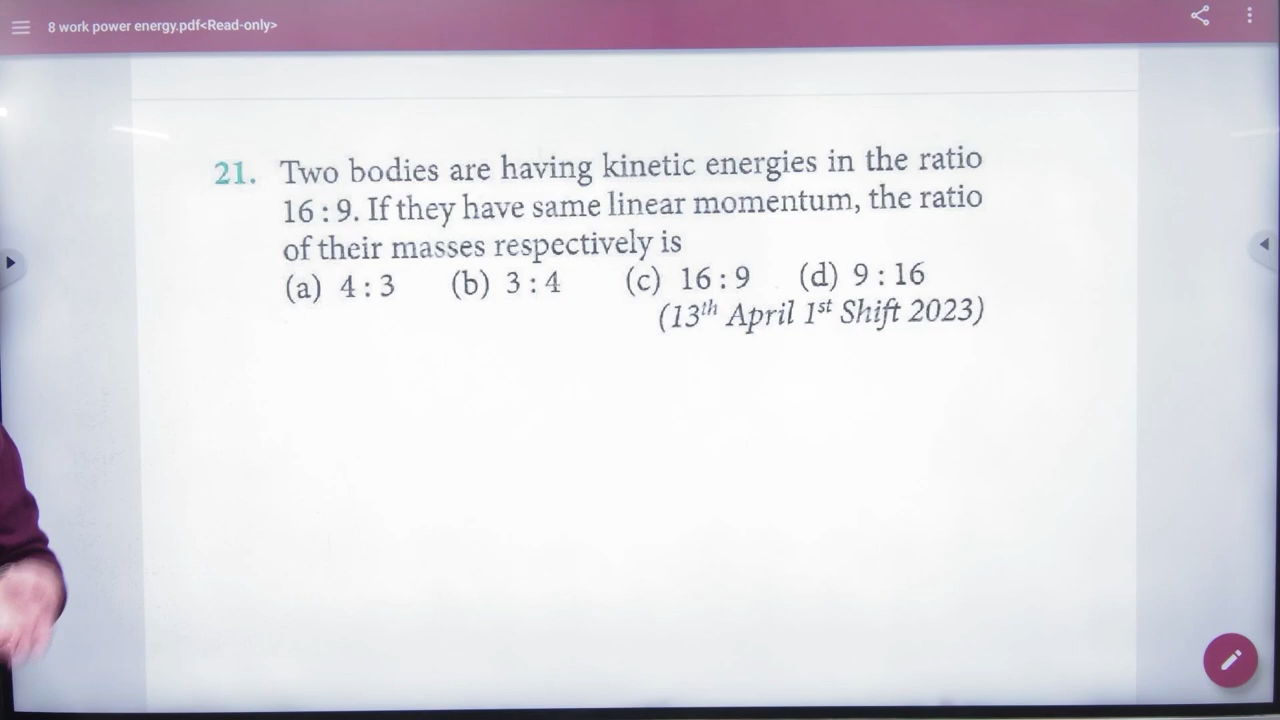 8 work power energy.pdf<Read-only>
21. Two bodies are having kinetic energies in the ratio
16 : 9. If they have same linear momentum, the ratio
of their masses respectively is
(a) 4 : 3 (b) 3 : 4 (c) 16 : 9 (d) 9 : 16
(13th April 1st Shift 2023)